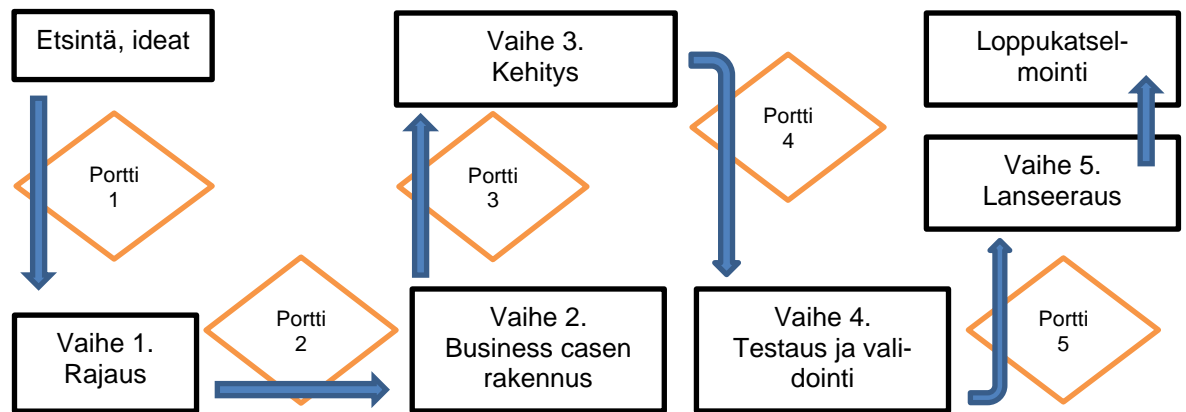 Etsintä, ideat
Portti
1
Vaihe 1.
Rajaus
Portti
2
Vaihe 2.
Business casen
rakennus
Portti
3
Vaihe 3.
Kehitys
Portti
4
Vaihe 4.
Testaus ja vali-
dointi
Portti
5
Vaihe 5.
Lanseeraus
Loppukatsel-
mointi